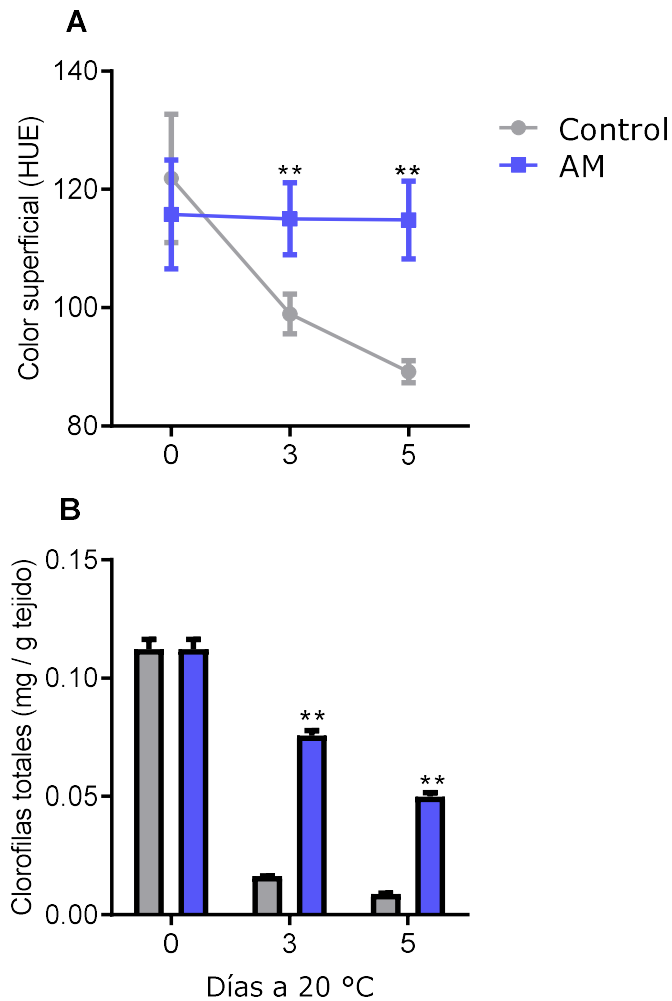 A
140
120
100
80
Color superficial (HUE)
** **
0 3 5
Control
AM
B
0.15
0.10
0.05
0.00
Clorofilas totales (mg / g tejido)
**
**
0 3 5
Días a 20 °C